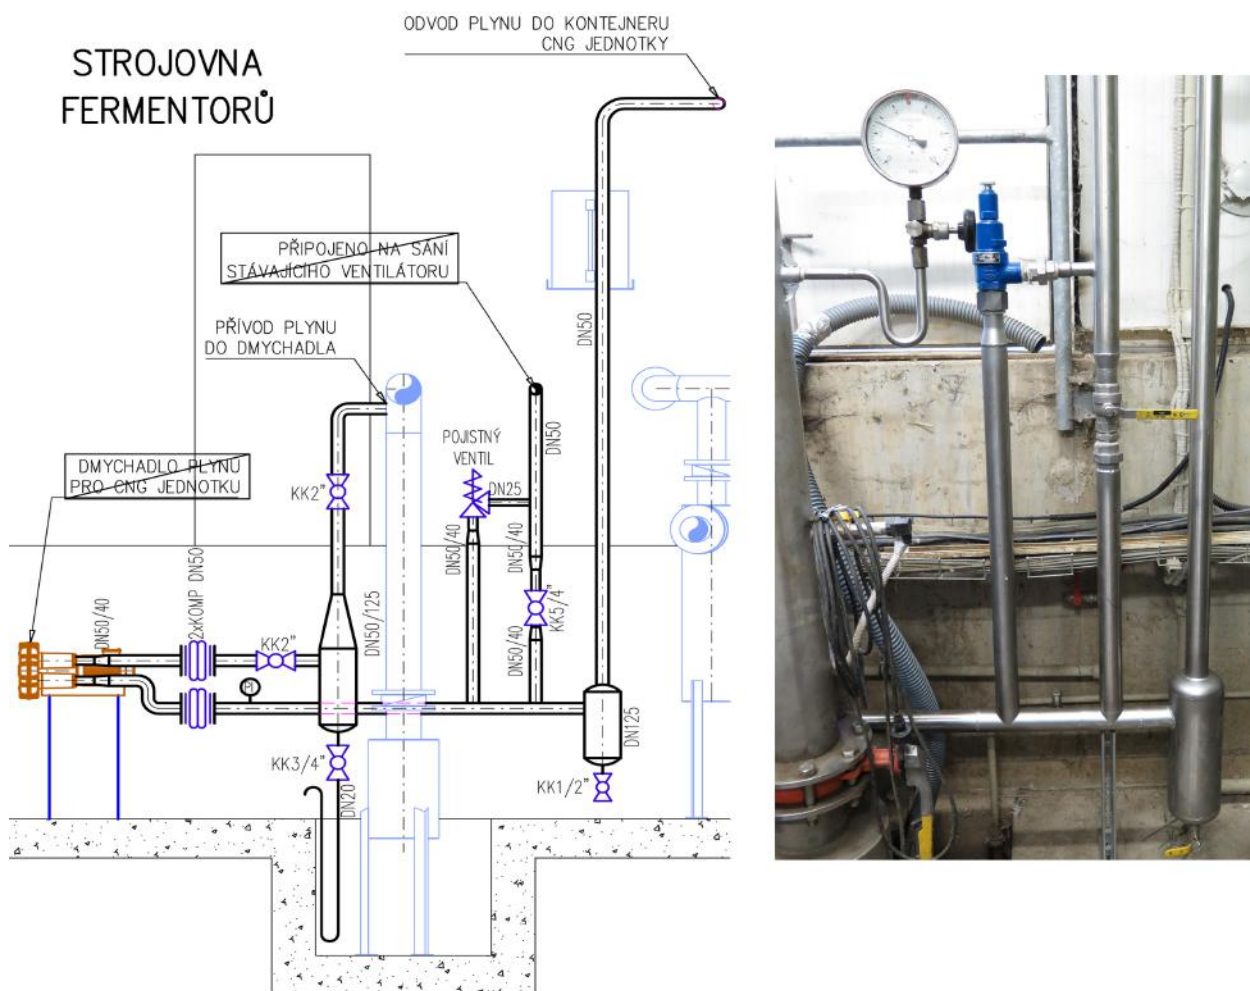 ODVOD PLYNU DO KONTEJNERU
CNG JEDNOTKY
STROJOVNA
FERMENTORŮ
PŘIPOJENO NA SÁNÍ
STÁVAJÍCÍHO VENTILÁTORU
DN50
PŘÍVOD PLYNU
DO DMYCHADLA
POJISTNÝ
VENTIL
DN50
DMYCHADLO PLYNU
PRO CNG JEDNOTKU
KK2"
DN25
DN50/40
DN50/40
2xKOMP DN50
DN50/40
DN50/125
KK5/4"
KK2"
DN50/40
PI
DN125
KK3/4"
DN20
KK1/2"